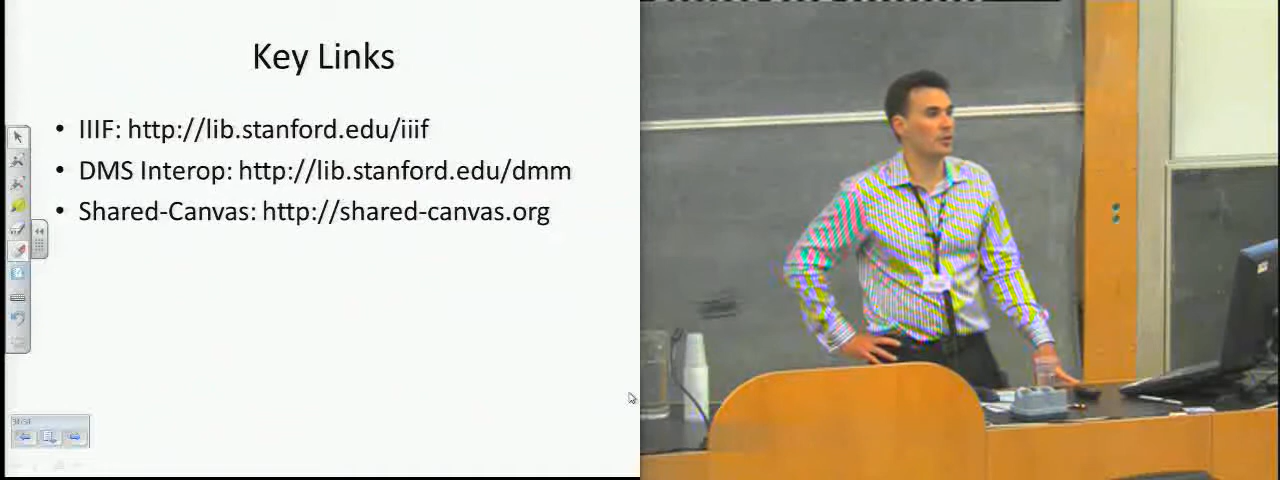 Key Links
• IIIF: http://lib.stanford.edu/iiif
• DMS Interop: http://lib.stanford.edu/dmm
• Shared-Canvas: http://shared-canvas.org